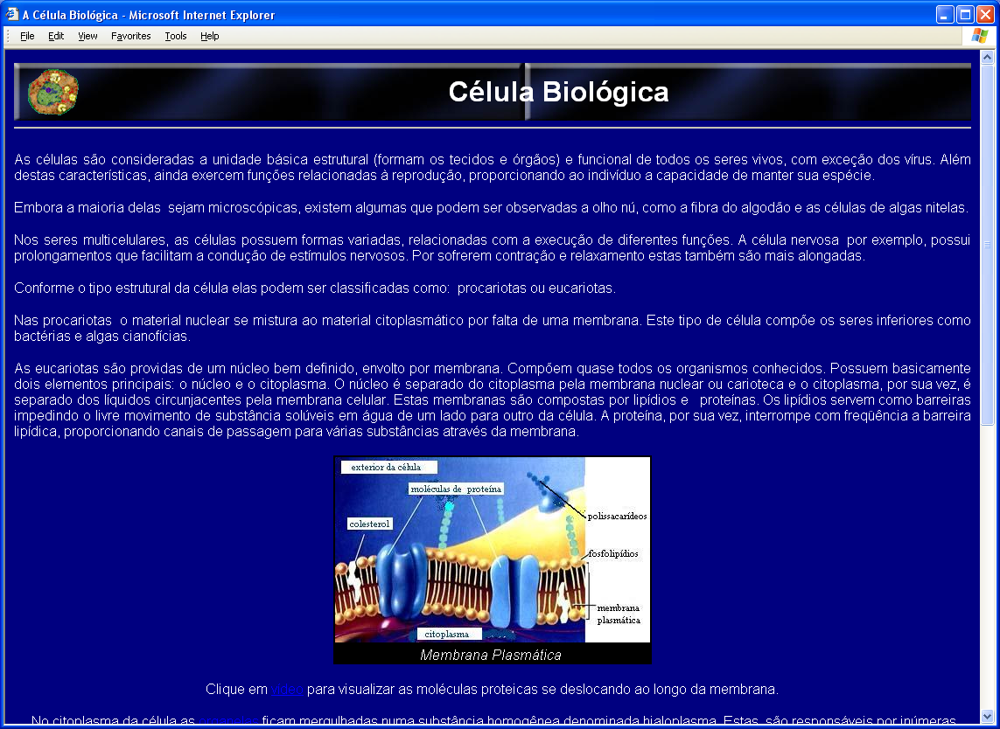 A Célula Biológica - Microsoft Internet Explorer
File Edit View Favorites Tools Help
Célula Biológica
As células são consideradas a unidade básica estrutural (formam os tecidos e órgãos) e funcional de todos os seres vivos, com exceção dos vírus. Além
destas características, ainda exercem funções relacionadas à reprodução, proporcionando ao indivíduo a capacidade de manter sua espécie.
Embora a maioria delas sejam microscópicas, existem algumas que podem ser observadas a olho nú, como a fibra do algodão e as células de algas nitelas.
Nos seres multicelulares, as células possuem formas variadas, relacionadas com a execução de diferentes funções. A célula nervosa por exemplo, possui
prolongamentos que facilitam a condução de estímulos nervosos. Por sofrerem contração e relaxamento estas também são mais alongadas.
Conforme o tipo estrutural da célula elas podem ser classificadas como: procariotas ou eucariotas.
Nas procariotas o material nuclear se mistura ao material citoplasmático por falta de uma membrana. Este tipo de célula compõe os seres inferiores como
bactérias e algas cianofícias.
As eucariotas são providas de um núcleo bem definido, envolto por membrana. Compõem quase todos os organismos conhecidos. Possuem basicamente
dois elementos principais: o núcleo e o citoplasma. O núcleo é separado do citoplasma pela membrana nuclear ou carioteca e o citoplasma, por sua vez, é
separado dos líquidos circunjacentes pela membrana celular. Estas membranas são compostas por lipídios e proteínas. Os lipídios servem como barreiras
impedindo o livre movimento de substância solúveis em água de um lado para outro da célula. A proteína, por sua vez, interrompe com freqüência a barreira
lipídica, proporcionando canais de passagem para várias substâncias através da membrana.
exterior da célula
moléculas de proteína
polissacarídeos
colesterol
fosfolipídios
membrana
plasmática
citoplasma
Membrana Plasmática
Clique em vídeo para visualizar as moléculas proteicas se deslocando ao longo da membrana.
No citoplasma da célula as organelas ficam mergulhadas numa substância homogênea denominada hialoplasma. Estas são responsáveis por inúmeras